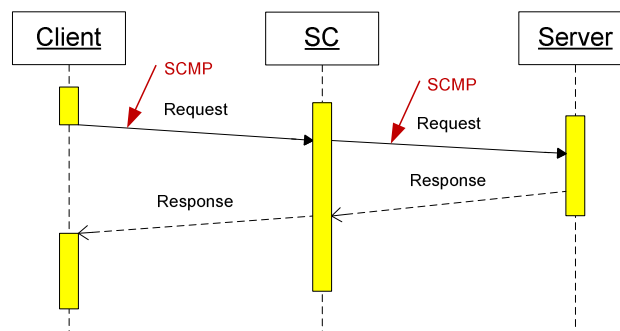 Client
SC
Server
SCMP
SCMP
Request
Request
Response
Response